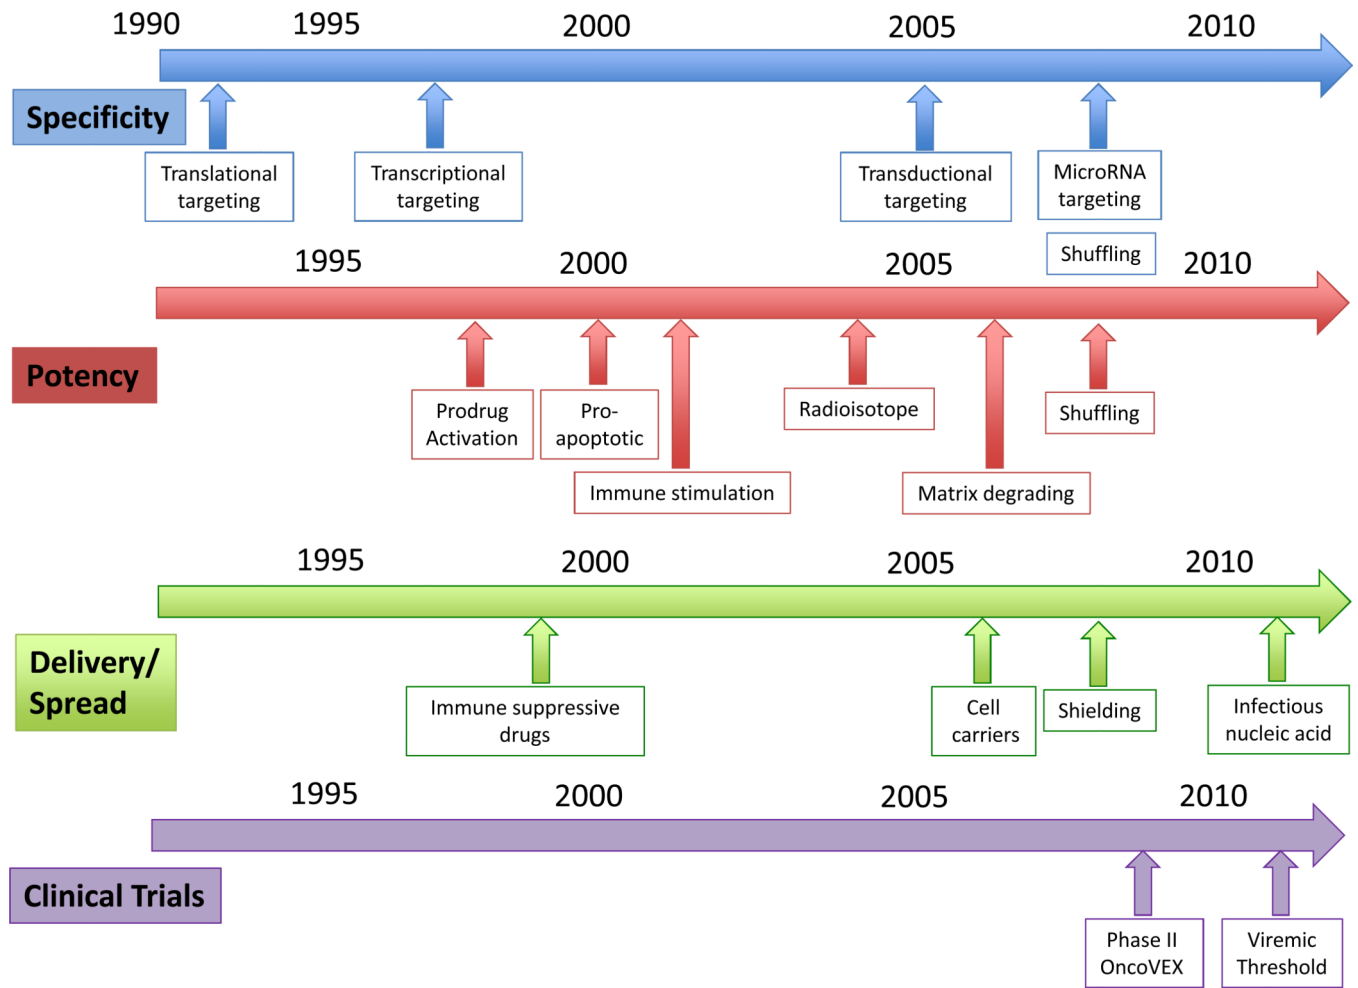 1990 1995 2000 2005 2010
Specificity
Translational
targeting
Transcriptional
targeting
Transductional
targeting
MicroRNA
targeting
Shuffling
1995 2000 2005 2010
Potency
Prodrug
Activation
Pro-
apoptotic
Immune stimulation
Radioisotope
Matrix degrading
Shuffling
1995 2000 2005 2010
Delivery/
Spread
Immune suppressive
drugs
Cell
carriers
Shielding
Infectious
nucleic acid
1995 2000 2005 2010
Clinical Trials
Phase II
OncoVEX
Viremic
Threshold